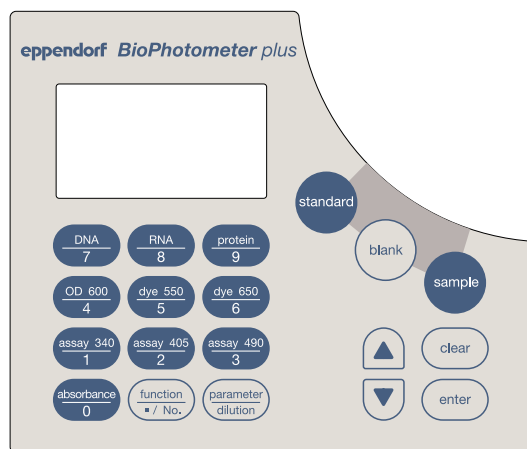 eppendorf BioPhotometer plus
standard
blank
sample
DNA
7
RNA
8
protein
9
OD 600
4
dye 550
5
dye 650
6
assay 340
1
assay 405
2
assay 490
3
absorbance
0
function
▪ / No.
parameter
dilution
clear
enter